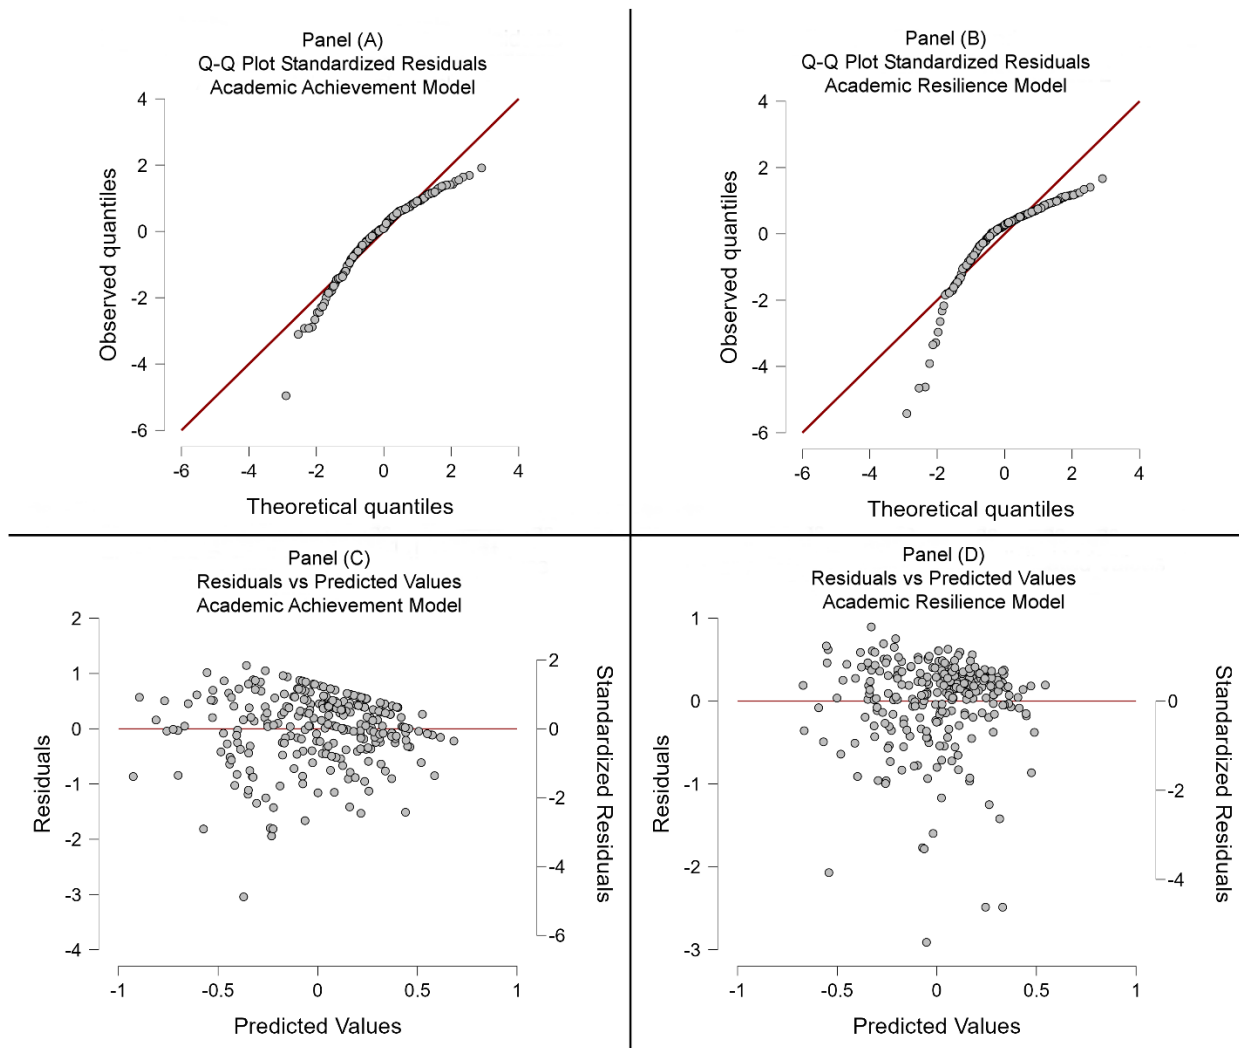 Panel (A)
Q-Q Plot Standardized Residuals
Academic Achievement Model
4
2
0
-2
-4
-6
Observed quantiles
-6 -4 -2 0 2 4
Theoretical quantiles
Panel (B)
Q-Q Plot Standardized Residuals
Academic Resilience Model
4
2
0
-2
-4
-6
Observed quantiles
-6 -4 -2 0 2 4
Theoretical quantiles
Panel (C)
Residuals vs Predicted Values
Academic Achievement Model
2
1
0
-1
-2
-3
-4
Residuals
2
0
-2
-4
-6
Standardized Residuals
-1 -0.5 0 0.5 1
Predicted Values
Panel (D)
Residuals vs Predicted Values
Academic Resilience Model
1
0
-1
-2
-3
Residuals
0
-2
-4
Standardized Residuals
-1 -0.5 0 0.5 1
Predicted Values